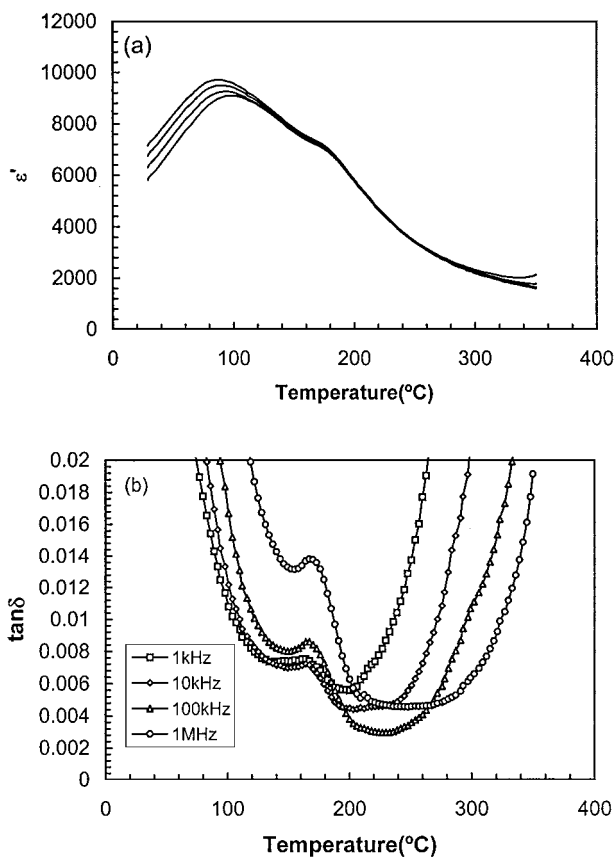 (a)
12000
10000
8000
6000
4000
2000
0
ε'
0 100 200 300 400
Temperature(ºC)
(b)
0.02
0.018
0.016
0.014
0.012
0.01
0.008
0.006
0.004
0.002
0
tanδ
1kHz
10kHz
100kHz
1MHz
0 100 200 300 400
Temperature(ºC)